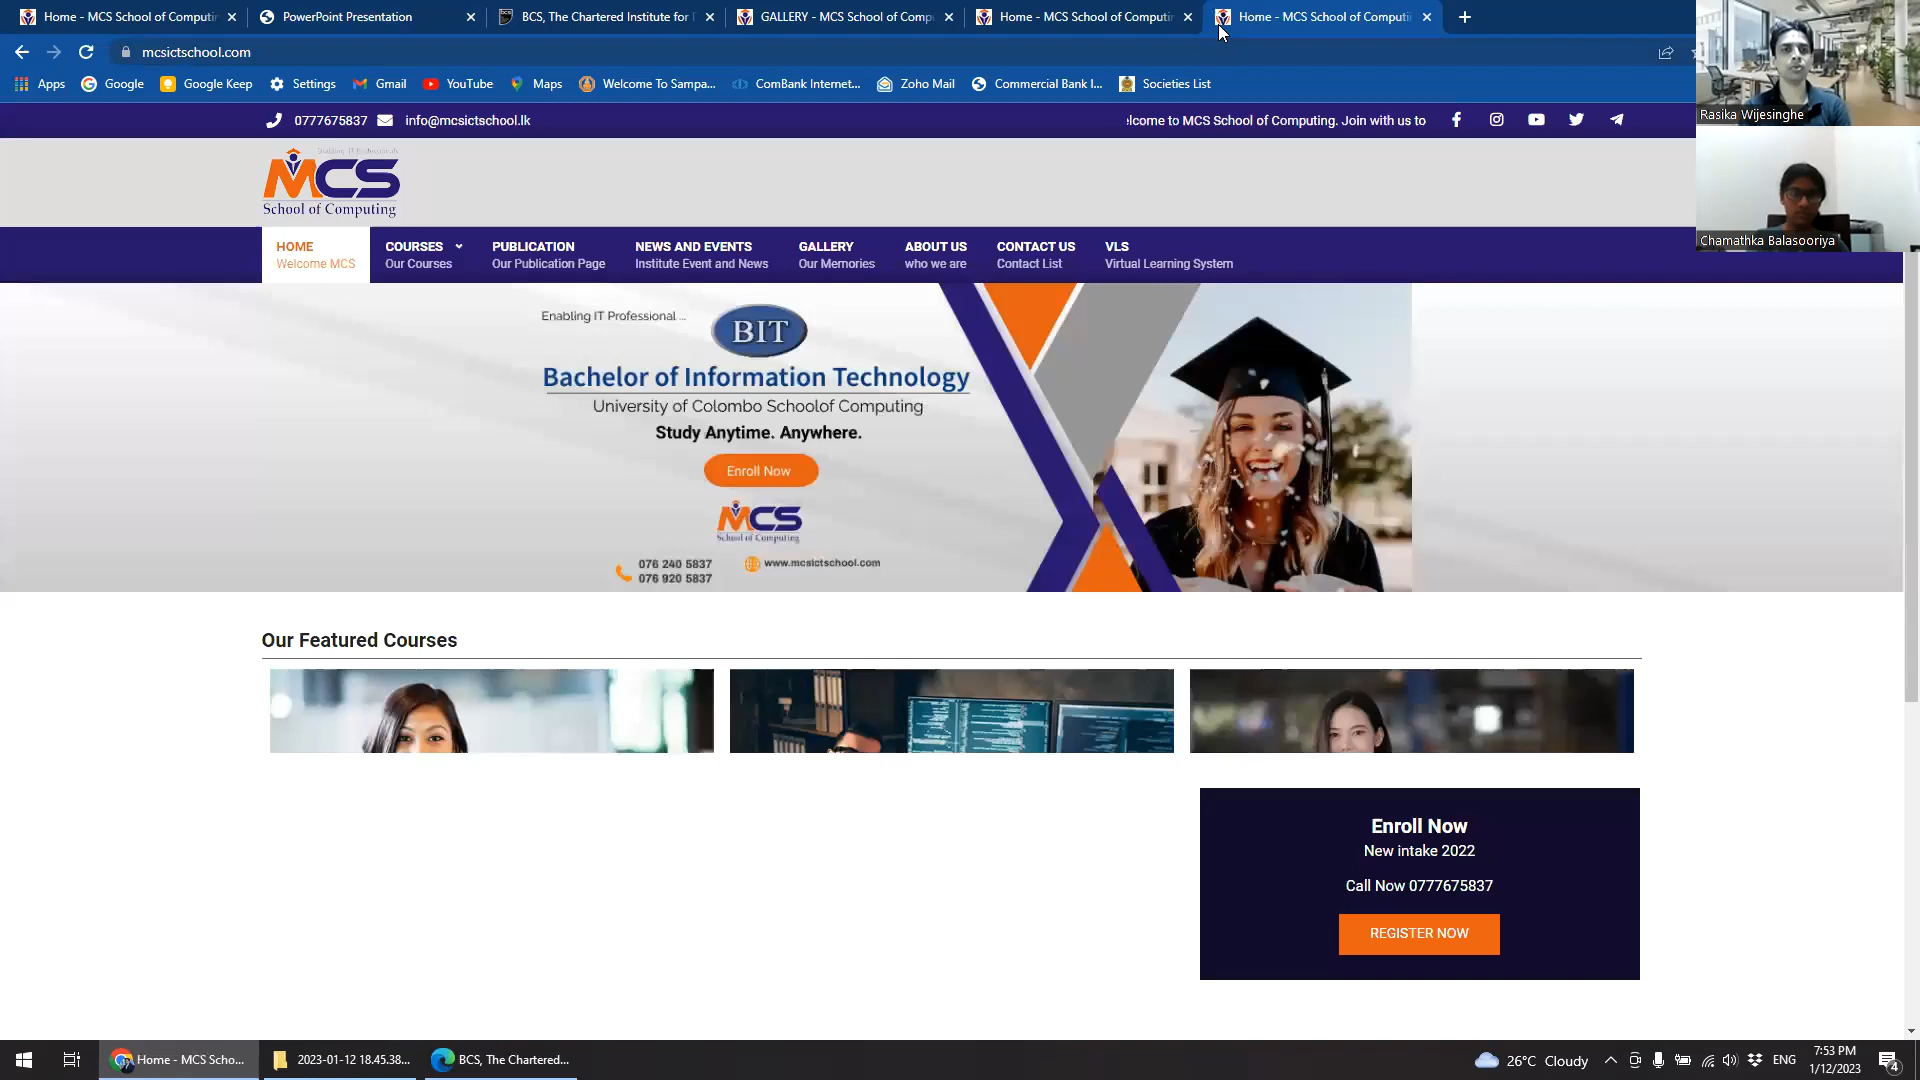 Home - MCS School of Computi
PowerPoint Presentation
BCS, The Chartered Institute for
GALLERY - MCS School of Comp
Home - MCS School of Computi
Home - MCS School of Computi
mcsictschool.com
Apps
Google
Google Keep
Settings
Gmail
YouTube
Maps
Welcome To Sampa...
ComBank Internet...
Zoho Mail
Commercial Bank I...
Societies List
Rasika Wijesinghe
Chamathka Balasooriya
0777675837
info@mcsictschool.lk
lcome to MCS School of Computing. Join with us to
Enabling IT Professionals
MCS
School of Computing
HOME
Welcome MCS
COURSES
Our Courses
PUBLICATION
Our Publication Page
NEWS AND EVENTS
Institute Event and News
GALLERY
Our Memories
ABOUT US
who we are
CONTACT US
Contact List
VLS
Virtual Learning System
Enabling IT Professional ...
BIT
Bachelor of Information Technology
University of Colombo Schoolof Computing
Study Anytime. Anywhere.
Enroll Now
MCS
School of Computing
076 240 5837
076 920 5837
www.mcsictschool.com
Our Featured Courses
Enroll Now
New intake 2022
Call Now 0777675837
REGISTER NOW
Home - MCS Scho...
2023-01-12 18.45.38...
BCS, The Chartered...
26°C Cloudy
ENG
7:53 PM
1/12/2023
4